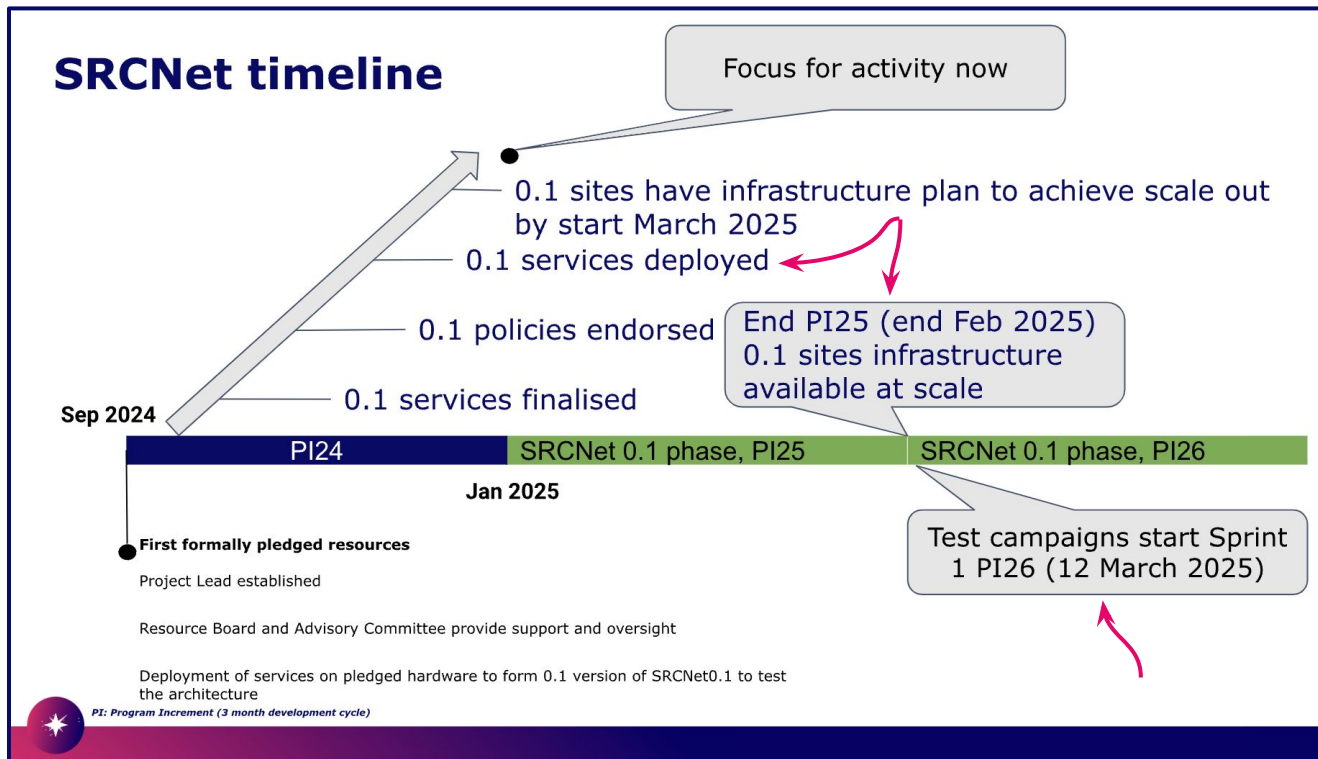 SRCNet timeline
Focus for activity now
0.1 sites have infrastructure plan to achieve scale out
by start March 2025
0.1 services deployed
0.1 policies endorsed
End PI25 (end Feb 2025)
0.1 sites infrastructure
available at scale
0.1 services finalised
Sep 2024
PI24
SRCNet 0.1 phase, PI25
SRCNet 0.1 phase, PI26
Jan 2025
Test campaigns start Sprint
1 PI26 (12 March 2025)
First formally pledged resources
Project Lead established
Resource Board and Advisory Committee provide support and oversight
Deployment of services on pledged hardware to form 0.1 version of SRCNet0.1 to test
the architecture
PI: Program Increment (3 month development cycle)